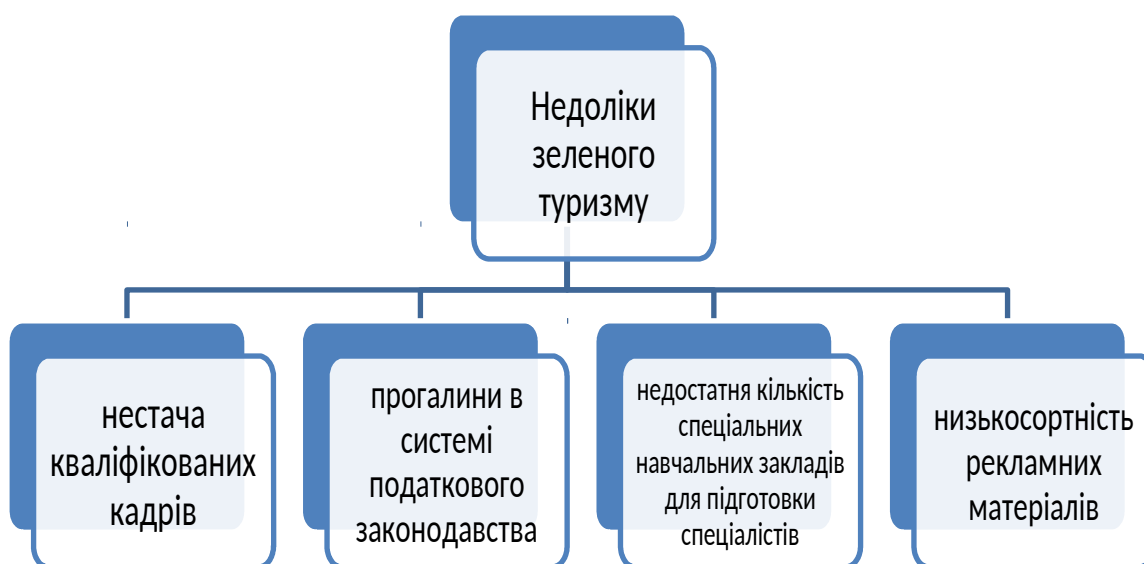 Недоліки
зеленого
туризму
нестача
кваліфікованих
кадрів
прогалини в
системі
податкового
законодавства
недостатня кількість
спеціальних
навчальних закладів
для підготовки
спеціалістів
низькосортність
рекламних
матеріалів